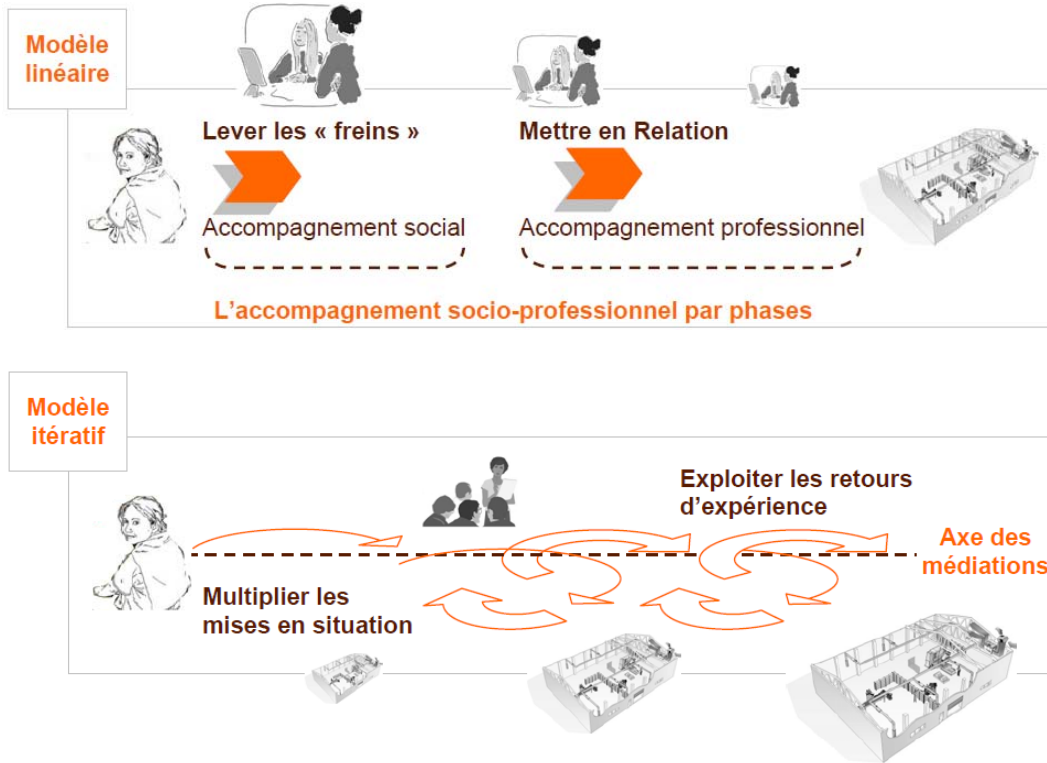 Modèle
linéaire
Lever les « freins »
Mettre en Relation
Accompagnement social
Accompagnement professionnel
L’accompagnement socio-professionnel par phases
Modèle
itératif
Exploiter les retours
d’expérience
Axe des
médiations
Multiplier les
mises en situation